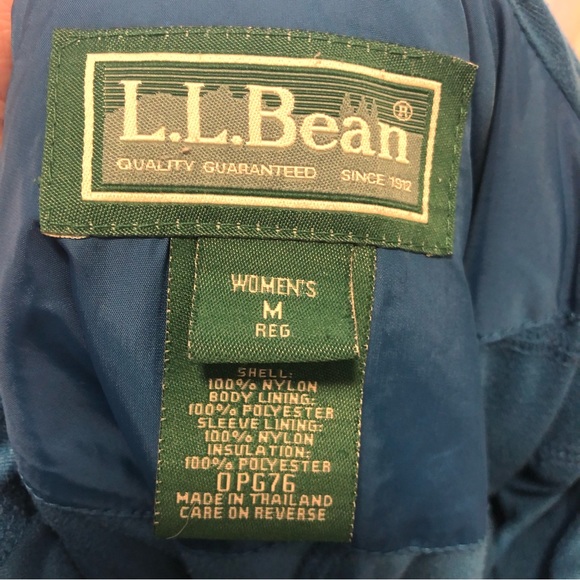 L.L.Bean®
QUALITY GUARANTEED SINCE 1912
WOMEN'S
M
REG
SHELL:
100% NYLON
BODY LINING:
100% POLYESTER
SLEEVE LINING:
100% NYLON
INSULATION:
100% POLYESTER
0PG76
MADE IN THAILAND
CARE ON REVERSE